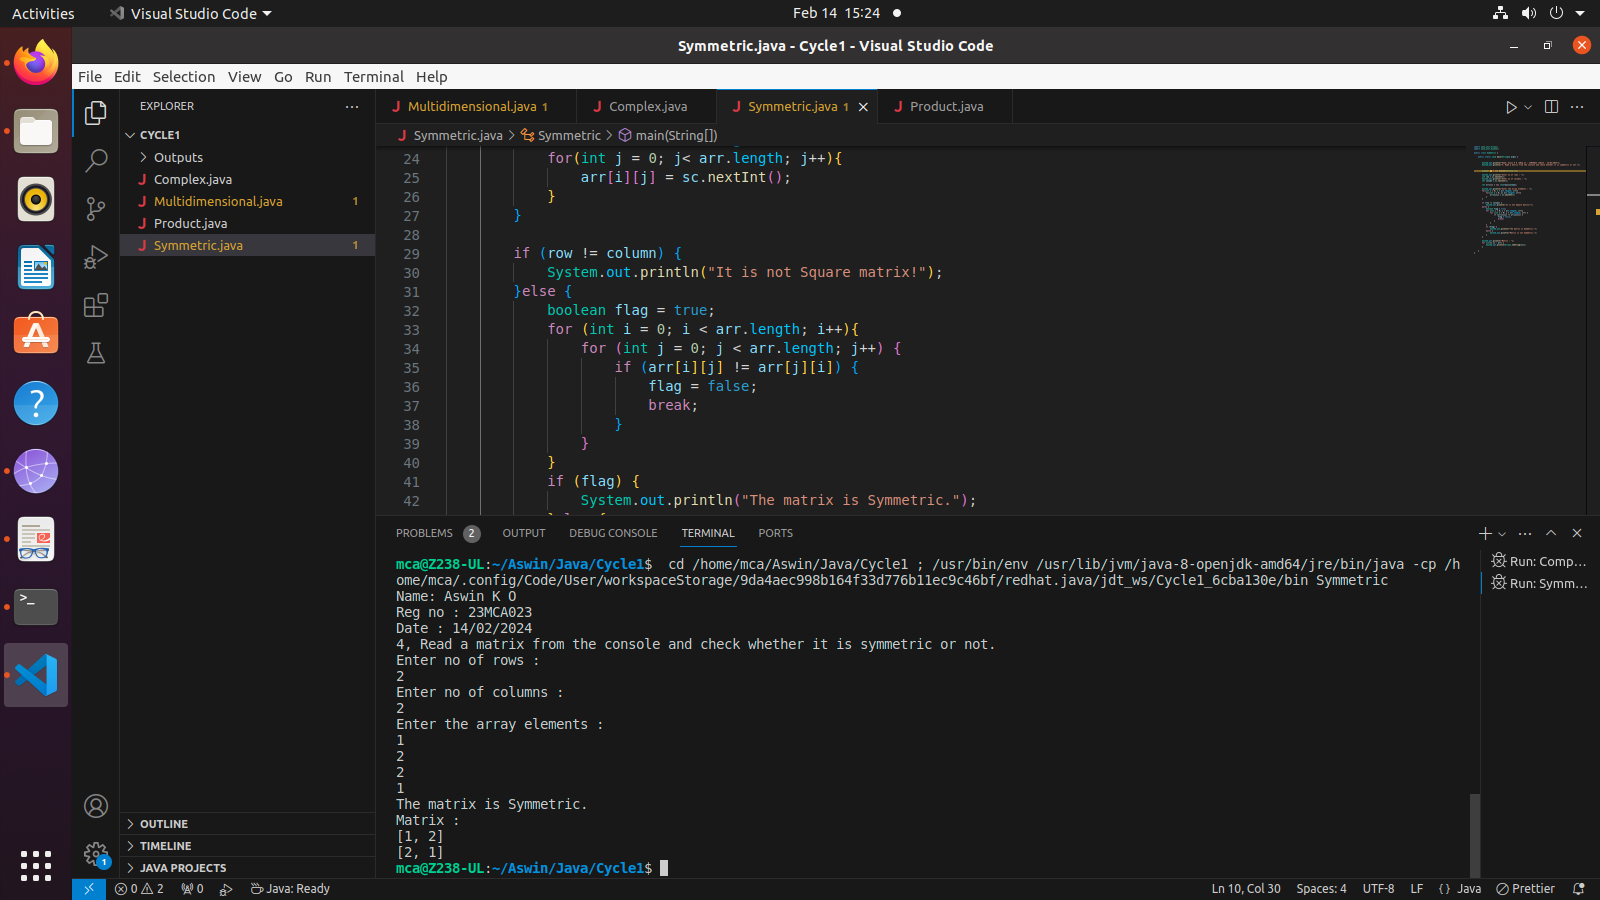 Activities
Visual Studio Code
Feb 14 15:24
Symmetric.java - Cycle1 - Visual Studio Code
File Edit Selection View Go Run Terminal Help
EXPLORER
CYCLE1
Outputs
Complex.java
Multidimensional.java 1
Product.java
Symmetric.java 1
OUTLINE
TIMELINE
JAVA PROJECTS
Multidimensional.java 1
Complex.java
Symmetric.java 1
Product.java
Symmetric.java > Symmetric > main(String[])
24 for(int j = 0; j< arr.length; j++){
25 arr[i][j] = sc.nextInt();
26 }
27 }
28
29 if (row != column) {
30 System.out.println("It is not Square matrix!");
31 }else {
32 boolean flag = true;
33 for (int i = 0; i < arr.length; i++){
34 for (int j = 0; j < arr.length; j++) {
35 if (arr[i][j] != arr[j][i]) {
36 flag = false;
37 break;
38 }
39 }
40 }
41 if (flag) {
42 System.out.println("The matrix is Symmetric.");
PROBLEMS 2 OUTPUT DEBUG CONSOLE TERMINAL PORTS
mca@Z238-UL:~/Aswin/Java/Cycle1$ cd /home/mca/Aswin/Java/Cycle1 ; /usr/bin/env /usr/lib/jvm/java-8-openjdk-amd64/jre/bin/java -cp /h
ome/mca/.config/Code/User/workspaceStorage/9da4aec998b164f33d776b11ec9c46bf/redhat.java/jdt_ws/Cycle1_6cba130e/bin Symmetric
Name: Aswin K O
Reg no : 23MCA023
Date : 14/02/2024
4, Read a matrix from the console and check whether it is symmetric or not.
Enter no of rows :
2
Enter no of columns :
2
Enter the array elements :
1
2
2
1
The matrix is Symmetric.
Matrix :
[1, 2]
[2, 1]
mca@Z238-UL:~/Aswin/Java/Cycle1$
Run: Comp...
Run: Symm...
1
0 2 0 Java: Ready
Ln 10, Col 30 Spaces: 4 UTF-8 LF {} Java Prettier